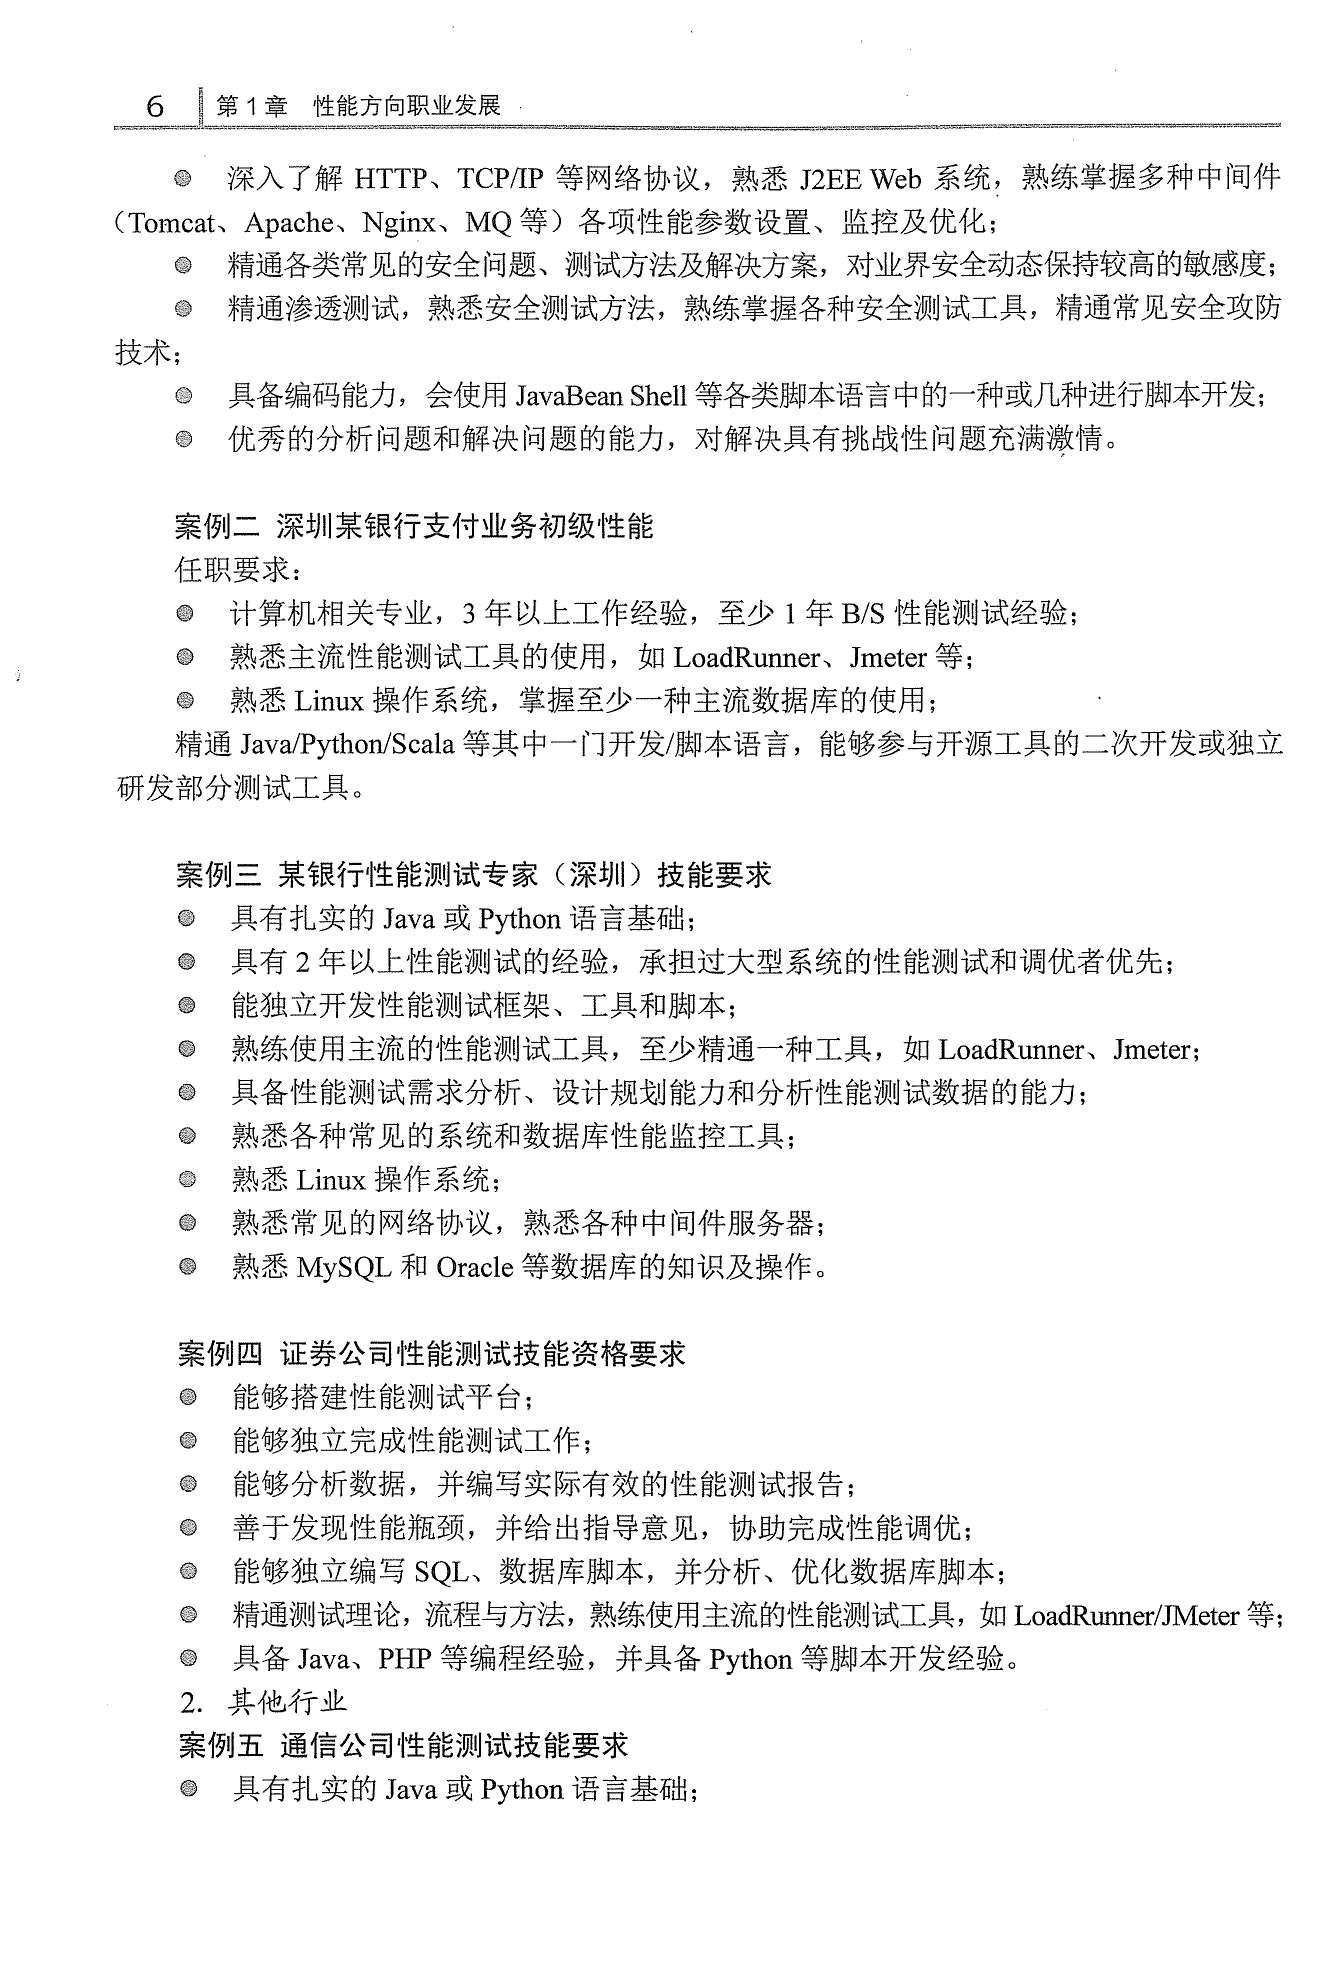 6 第1章 性能方向职业发展
● 深入了解 HTTP、TCP/IP 等网络协议，熟悉 J2EE Web 系统，熟练掌握多种中间件
（Tomcat、Apache、Nginx、MQ 等）各项性能参数设置、监控及优化；
● 精通各类常见的安全问题、测试方法及解决方案，对业界安全动态保持较高的敏感度；
● 精通渗透测试，熟悉安全测试方法，熟练掌握各种安全测试工具，精通常见安全攻防
技术；
● 具备编码能力，会使用 JavaBean Shell 等各类脚本语言中的一种或几种进行脚本开发；
● 优秀的分析问题和解决问题的能力，对解决具有挑战性问题充满激情。
案例二 深圳某银行支付业务初级性能
任职要求：
● 计算机相关专业，3 年以上工作经验，至少 1 年 B/S 性能测试经验；
● 熟悉主流性能测试工具的使用，如 LoadRunner、Jmeter 等；
● 熟悉 Linux 操作系统，掌握至少一种主流数据库的使用；
精通 Java/Python/Scala 等其中一门开发/脚本语言，能够参与开源工具的二次开发或独立
研发部分测试工具。
案例三 某银行性能测试专家（深圳）技能要求
● 具有扎实的 Java 或 Python 语言基础；
● 具有 2 年以上性能测试的经验，承担过大型系统的性能测试和调优者优先；
● 能独立开发性能测试框架、工具和脚本；
● 熟练使用主流的性能测试工具，至少精通一种工具，如 LoadRunner、Jmeter；
● 具备性能测试需求分析、设计规划能力和分析性能测试数据的能力；
● 熟悉各种常见的系统和数据库性能监控工具；
● 熟悉 Linux 操作系统；
● 熟悉常见的网络协议，熟悉各种中间件服务器；
● 熟悉 MySQL 和 Oracle 等数据库的知识及操作。
案例四 证券公司性能测试技能资格要求
● 能够搭建性能测试平台；
● 能够独立完成性能测试工作；
● 能够分析数据，并编写实际有效的性能测试报告；
● 善于发现性能瓶颈，并给出指导意见，协助完成性能调优；
● 能够独立编写 SQL、数据库脚本，并分析、优化数据库脚本；
● 精通测试理论，流程与方法，熟练使用主流的性能测试工具，如 LoadRunner/JMeter 等；
● 具备 Java、PHP 等编程经验，并具备 Python 等脚本开发经验。
2. 其他行业
案例五 通信公司性能测试技能要求
● 具有扎实的 Java 或 Python 语言基础；